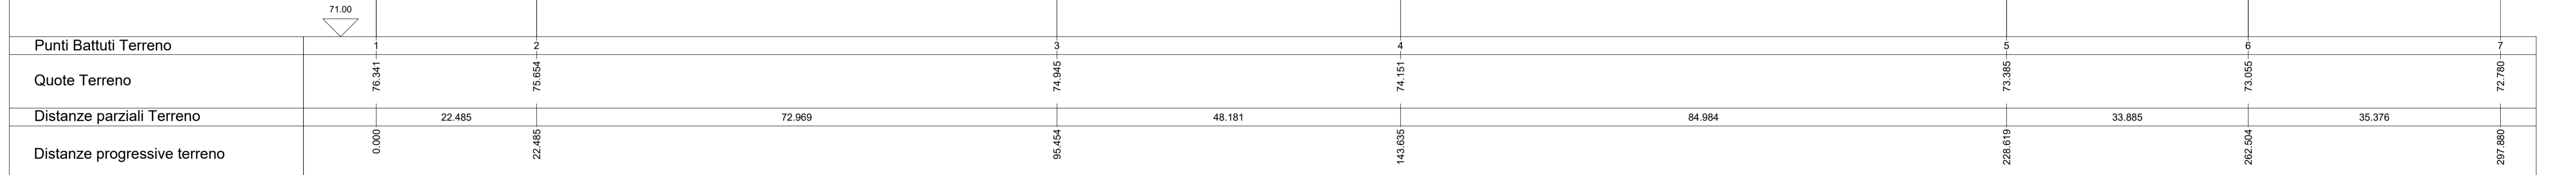 71.00
Punti Battuti Terreno 1 2 3 4 5 6 7
Quote Terreno 76.341 75.654 74.945 74.151 73.385 73.055 72.780
Distanze parziali Terreno 22.485 72.969 48.181 84.984 33.885 35.376
Distanze progressive terreno 0.000 22.485 95.454 143.635 228.619 262.504 297.880